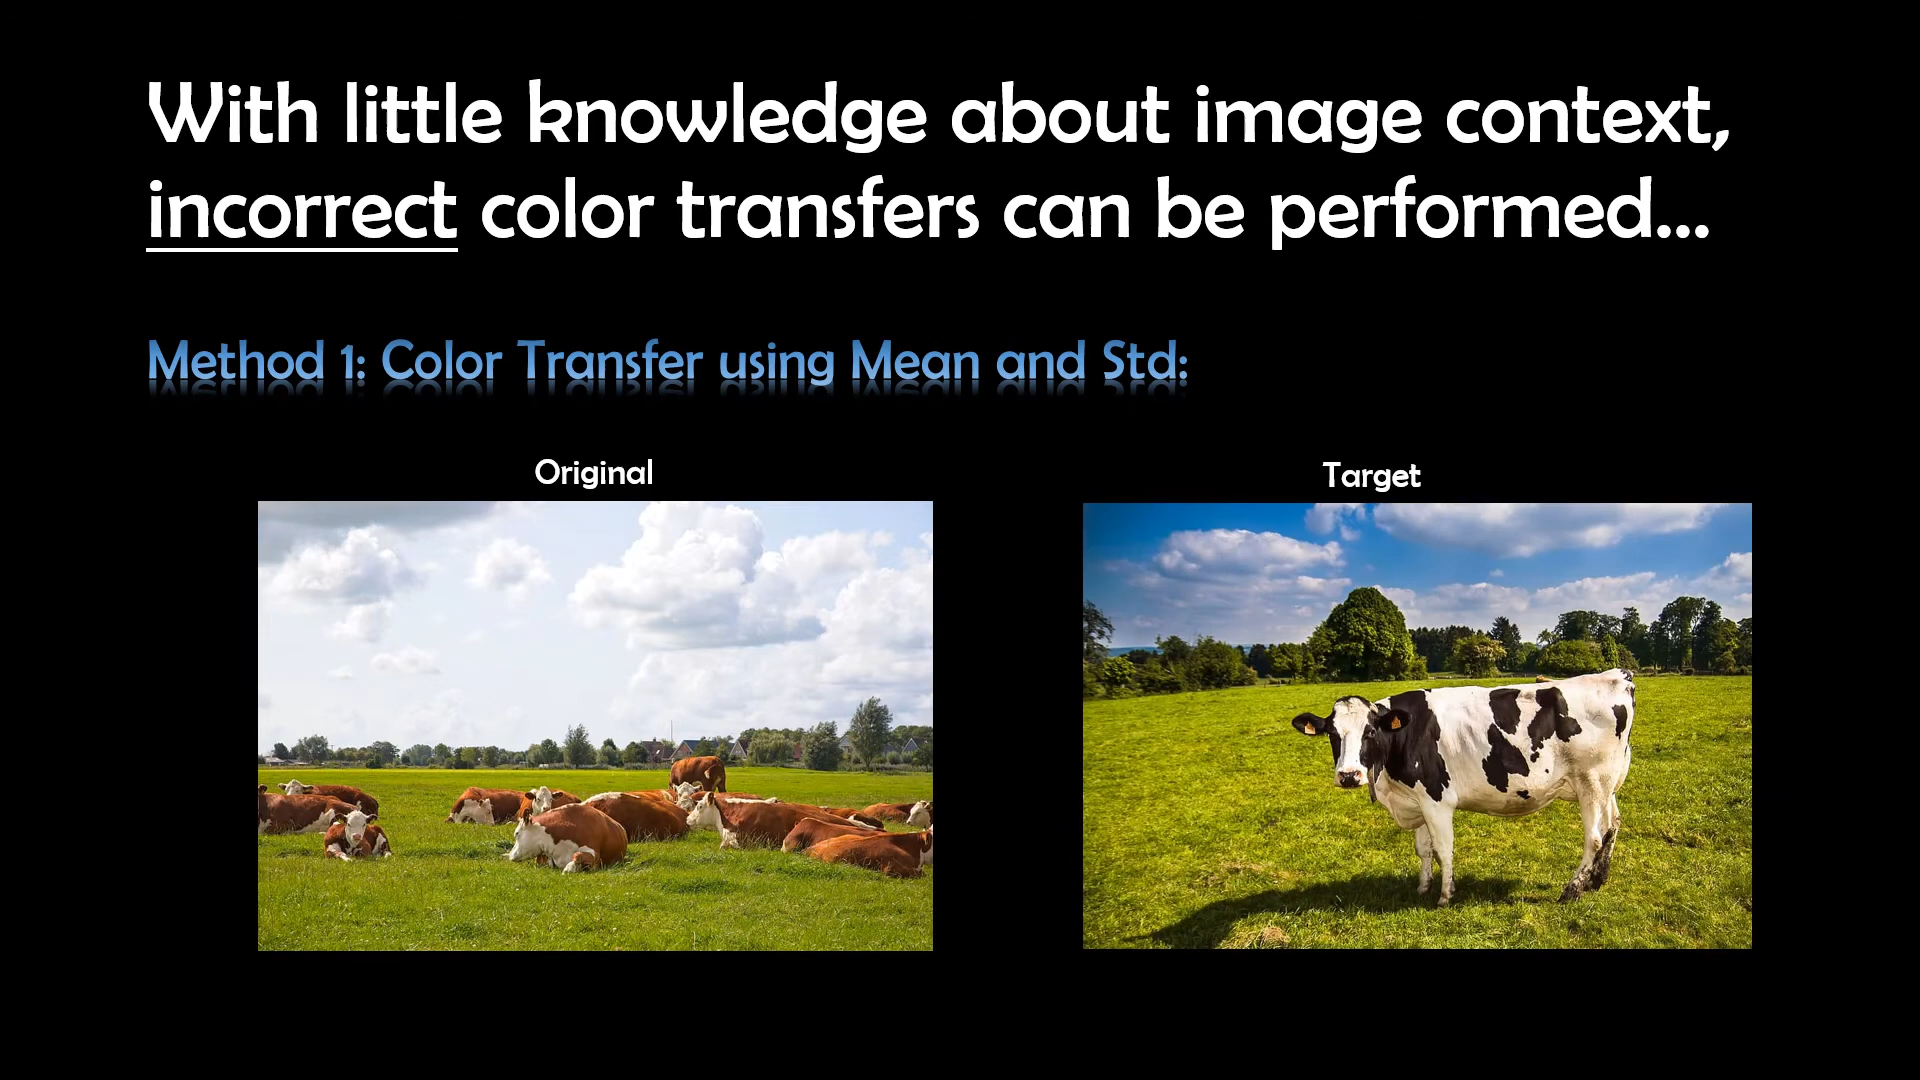 With little knowledge about image context,
incorrect color transfers can be performed...
Method 1: Color Transfer using Mean and Std:
Original
Target